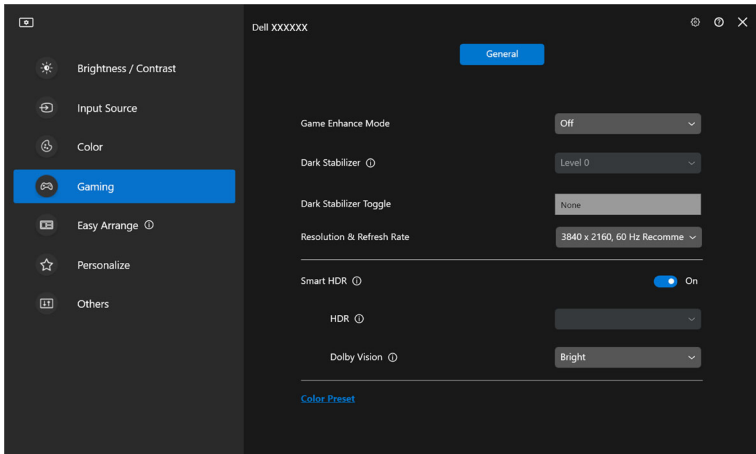 Dell XXXXXX
General
Brightness / Contrast
Input Source
Color
Gaming
Easy Arrange
Personalize
Others
Game Enhance Mode Off
Dark Stabilizer Level 0
Dark Stabilizer Toggle None
Resolution & Refresh Rate 3840 x 2160, 60 Hz Recomme
Smart HDR On
HDR
Dolby Vision Bright
Color Preset